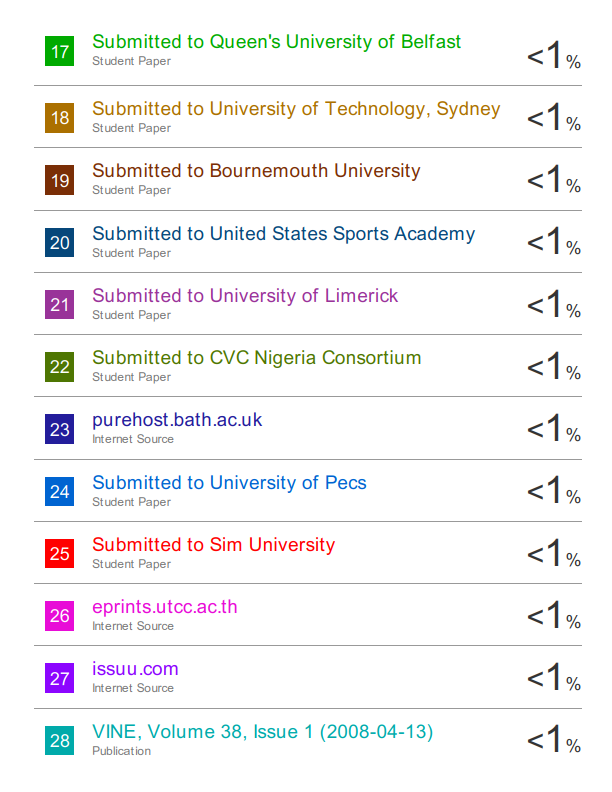 17
Submitted to Queen's University of Belfast
Student Paper
<1%
18
Submitted to University of Technology, Sydney
Student Paper
<1%
19
Submitted to Bournemouth University
Student Paper
<1%
20
Submitted to United States Sports Academy
Student Paper
<1%
21
Submitted to University of Limerick
Student Paper
<1%
22
Submitted to CVC Nigeria Consortium
Student Paper
<1%
23
purehost.bath.ac.uk
Internet Source
<1%
24
Submitted to University of Pecs
Student Paper
<1%
25
Submitted to Sim University
Student Paper
<1%
26
eprints.utcc.ac.th
Internet Source
<1%
27
issuu.com
Internet Source
<1%
28
VINE, Volume 38, Issue 1 (2008-04-13)
Publication
<1%